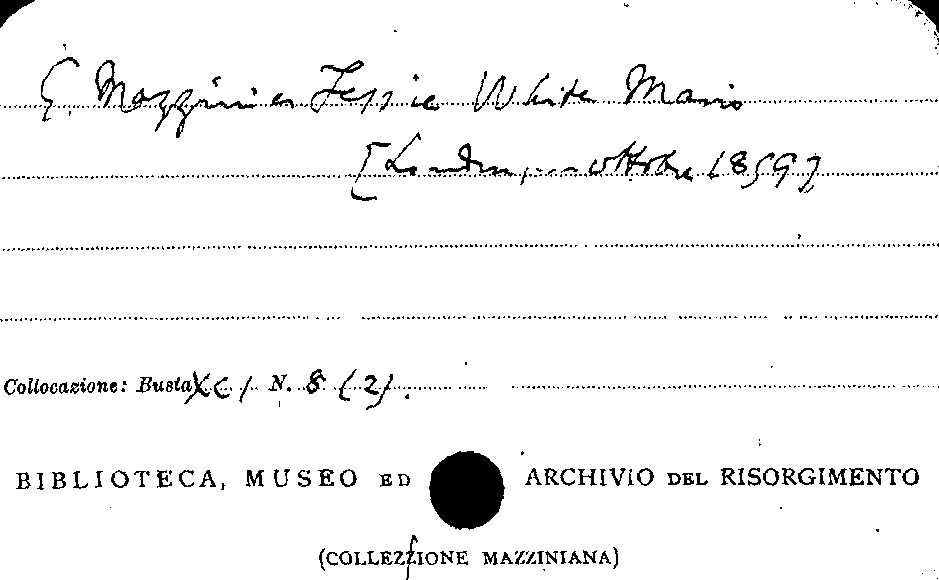 G. Mazzini a Jessie White Mario
[Londra, ... ottobre 1859]
Collocazione: Busta XCI N. 8 (2).
BIBLIOTECA, MUSEO ED ARCHIVIO DEL RISORGIMENTO
(COLLEZZIONE MAZZINIANA)